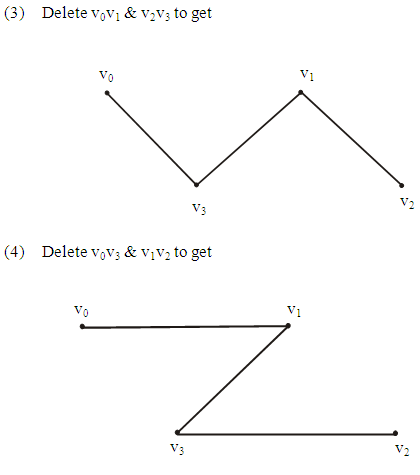 (3) Delete v₀v₁ & v₂v₃ to get
v₀ v₁
v₃ v₂
(4) Delete v₀v₃ & v₁v₂ to get
v₀ v₁
v₃ v₂